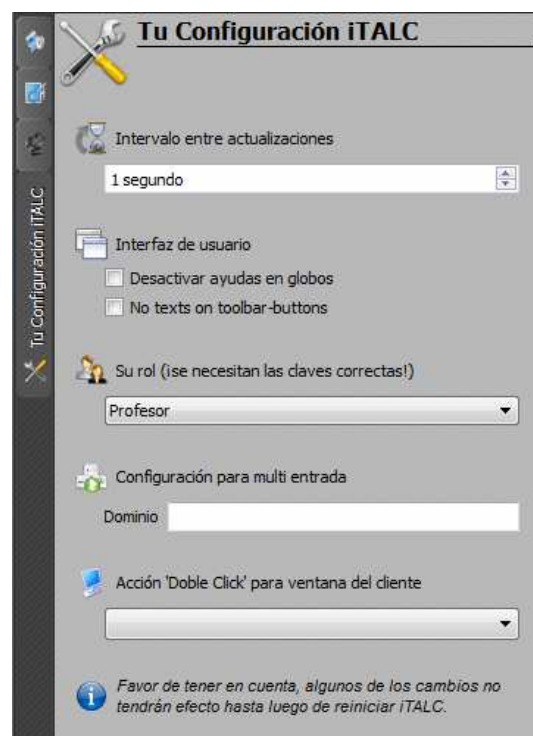 Tu Configuración iTALC
Tu Configuración iTALC
Intervalo entre actualizaciones
1 segundo
Interfaz de usuario
Desactivar ayudas en globos
No texts on toolbar-buttons
Su rol (¡se necesitan las claves correctas!)
Profesor
Configuración para multi entrada
Dominio
Acción 'Doble Click' para ventana del cliente
Favor de tener en cuenta, algunos de los cambios no
tendrán efecto hasta luego de reiniciar iTALC.